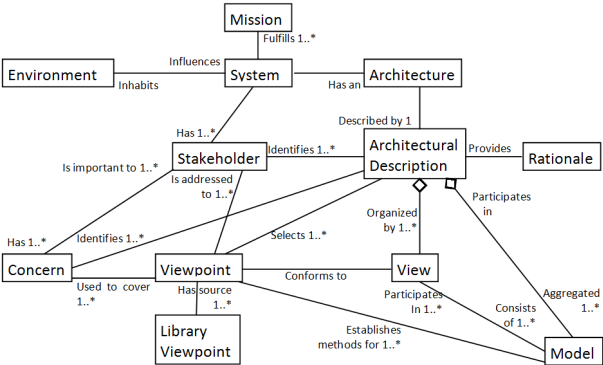 Mission
Fulfills 1..*
Influences
Environment
System
Architecture
Inhabits
Has an
Described by 1
Has 1..*
Stakeholder
Identifies 1..*
Architectural
Description
Provides
Rationale
Is important to 1..*
Is addressed
to 1..*
Participates
in
Organized
by 1..*
Has 1..*
Identifies 1..*
Selects 1..*
Concern
Viewpoint
Conforms to
View
Used to cover
1..*
Has source
1..*
Participates
In 1..*
Aggregated
1..*
Consists
of 1..*
Establishes
methods for 1..*
Library
Viewpoint
Model